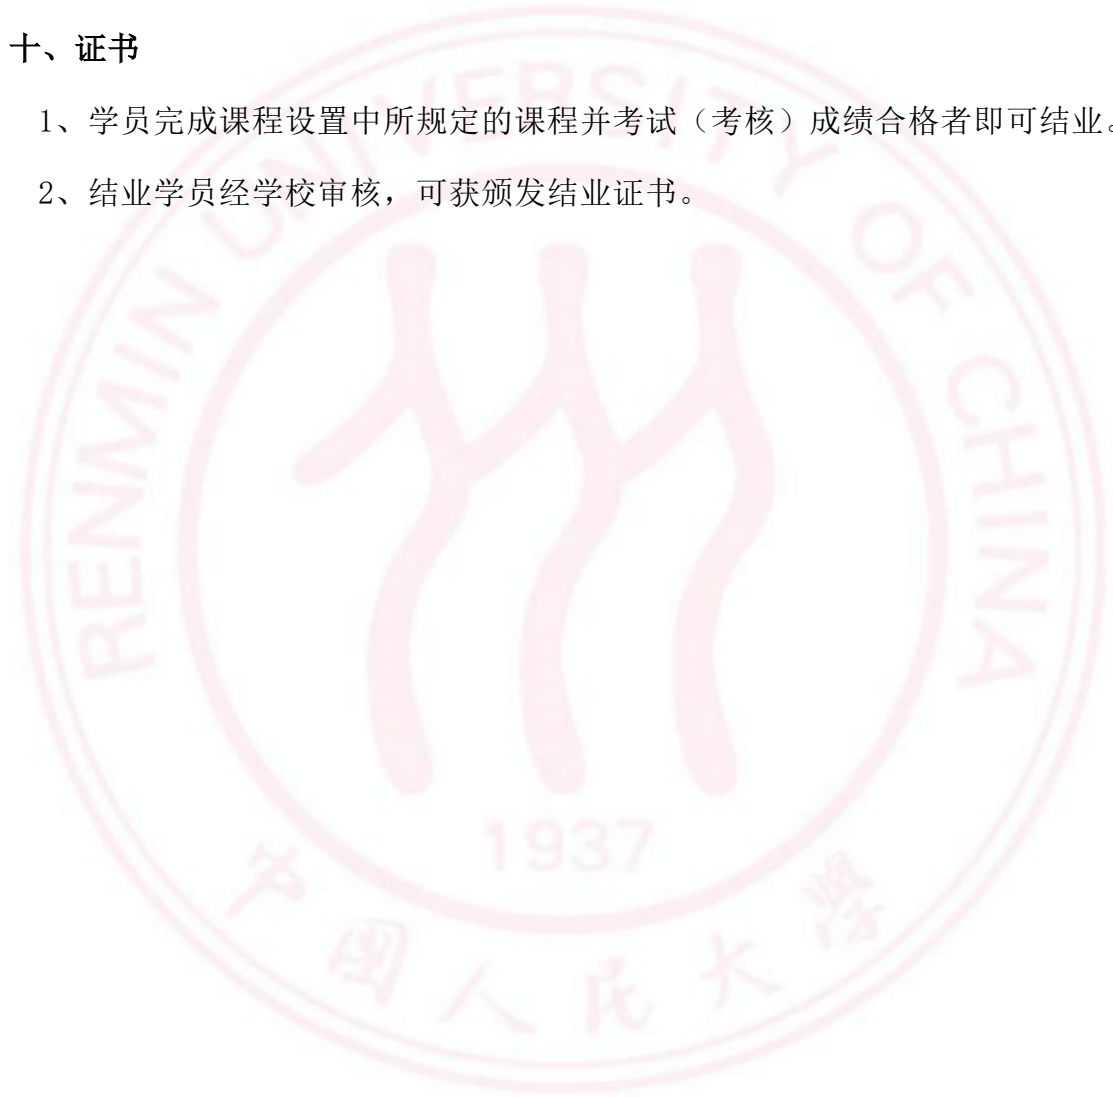 十、证书
1、学员完成课程设置中所规定的课程并考试（考核）成绩合格者即可结业。
2、结业学员经学校审核，可获颁发结业证书。
RENMIN UNIVERSITY OF CHINA
1937
中国人民大学